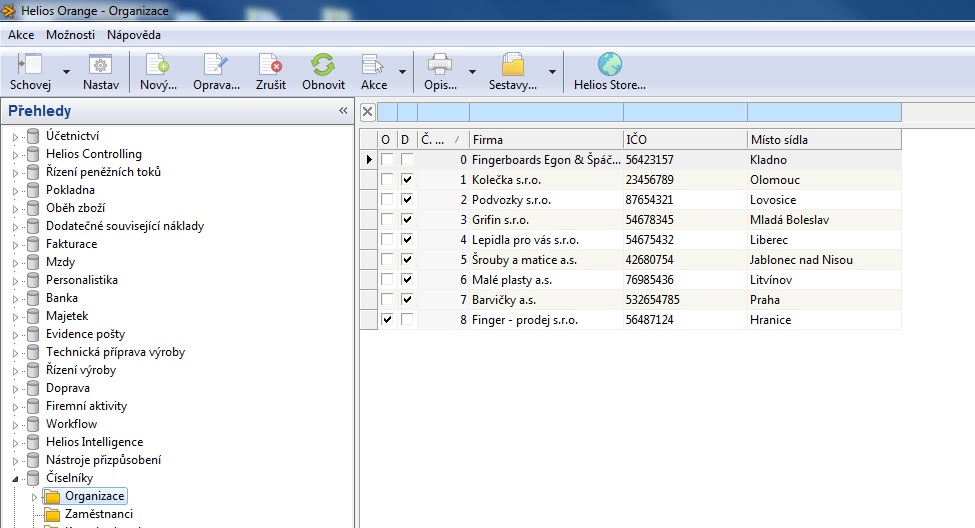 Helios Orange - Organizace
Akce Možnosti Nápověda
Schovej Nastav Nový... Oprava... Zrušit Obnovit Akce Opis... Sestavy... Helios Store...
Přehledy «
Účetnictví
Helios Controlling
Řízení peněžních toků
Pokladna
Oběh zboží
Dodatečné související náklady
Fakturace
Mzdy
Personalistika
Banka
Majetek
Evidence pošty
Technická příprava výroby
Řízení výroby
Doprava
Firemní aktivity
Workflow
Helios Intelligence
Nástroje přizpůsobení
Číselníky
Organizace
Zaměstnanci
O D Č. ... Firma IČO Místo sídla
0 Fingerboards Egon & Špáč... 56423157 Kladno
1 Kolečka s.r.o. 23456789 Olomouc
2 Podvozky s.r.o. 87654321 Lovosice
3 Grifin s.r.o. 54678345 Mladá Boleslav
4 Lepidla pro vás s.r.o. 54675432 Liberec
5 Šrouby a matice a.s. 42680754 Jablonec nad Nisou
6 Malé plasty a.s. 76985436 Litvínov
7 Barvičky a.s. 532654785 Praha
8 Finger - prodej s.r.o. 56487124 Hranice